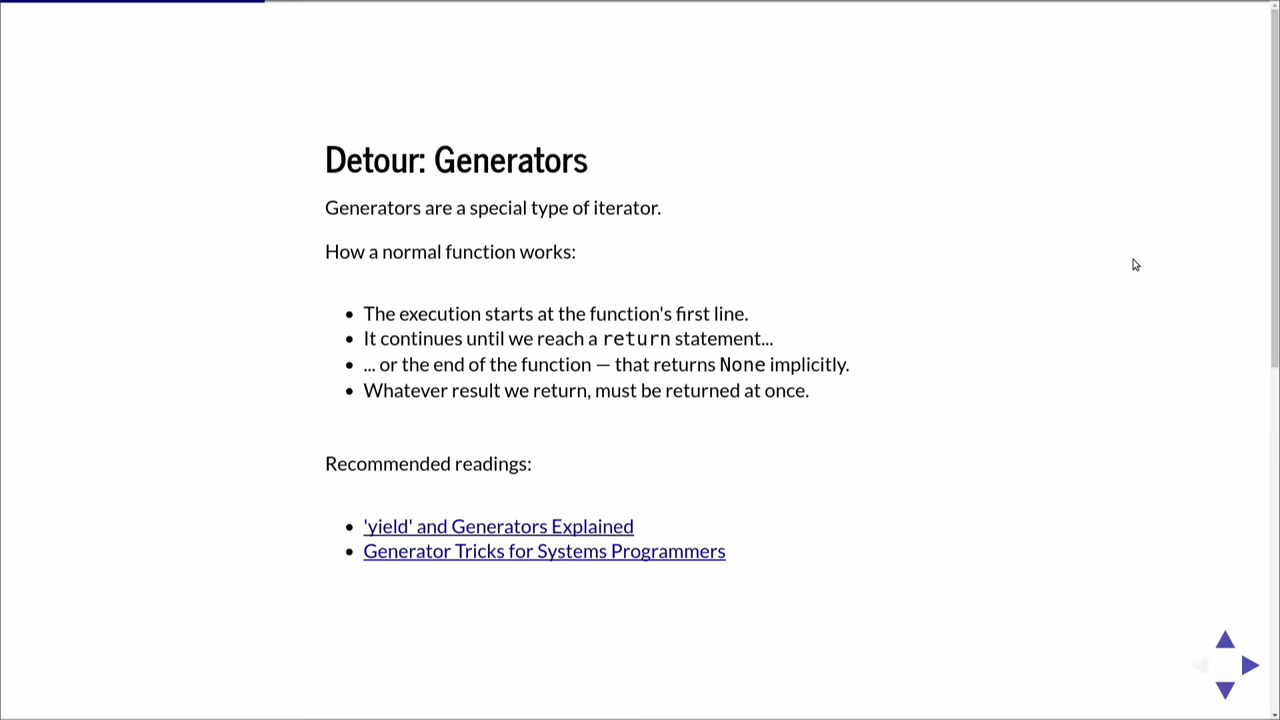 Detour: Generators
Generators are a special type of iterator.
How a normal function works:
• The execution starts at the function's first line.
• It continues until we reach a return statement...
• ... or the end of the function — that returns None implicitly.
• Whatever result we return, must be returned at once.
Recommended readings:
• 'yield' and Generators Explained
• Generator Tricks for Systems Programmers